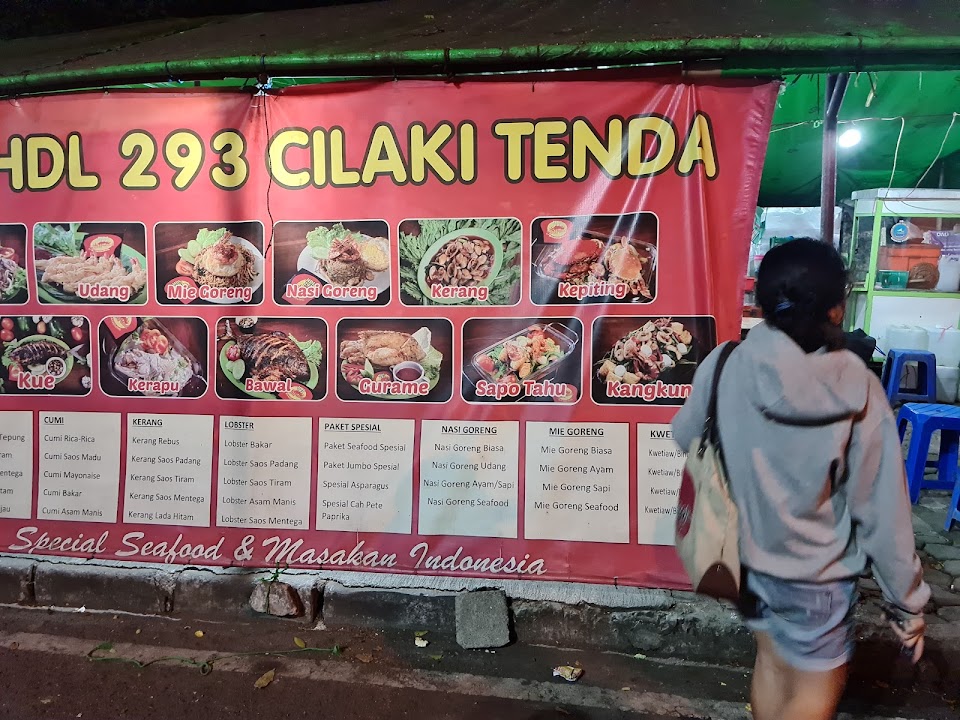 HDL 293 CILAKI TENDA
Udang
Mie Goreng
Nasi Goreng
Kerang
Kepiting
Kue
Kerapu
Bawal
Gurame
Sapo Tahu
Kangkun
Tepung
CUMI
Cumi Rica-Rica
Cumi Saos Madu
Cumi Mayonaise
Cumi Bakar
Cumi Asam Manis
KERANG
Kerang Rebus
Kerang Saos Padang
Kerang Saos Tiram
Kerang Saos Mentega
Kerang Lada Hitam
LOBSTER
Lobster Bakar
Lobster Saos Padang
Lobster Saos Tiram
Lobster Asam Manis
Lobster Saos Mentega
PAKET SPESIAL
Paket Seafood Spesial
Paket Jumbo Spesial
Spesial Asparagus
Spesial Cah Pete
Paprika
NASI GORENG
Nasi Goreng Biasa
Nasi Goreng Udang
Nasi Goreng Ayam/Sapi
Nasi Goreng Seafood
MIE GORENG
Mie Goreng Biasa
Mie Goreng Ayam
Mie Goreng Sapi
Mie Goreng Seafood
Special Seafood & Masakan Indonesia